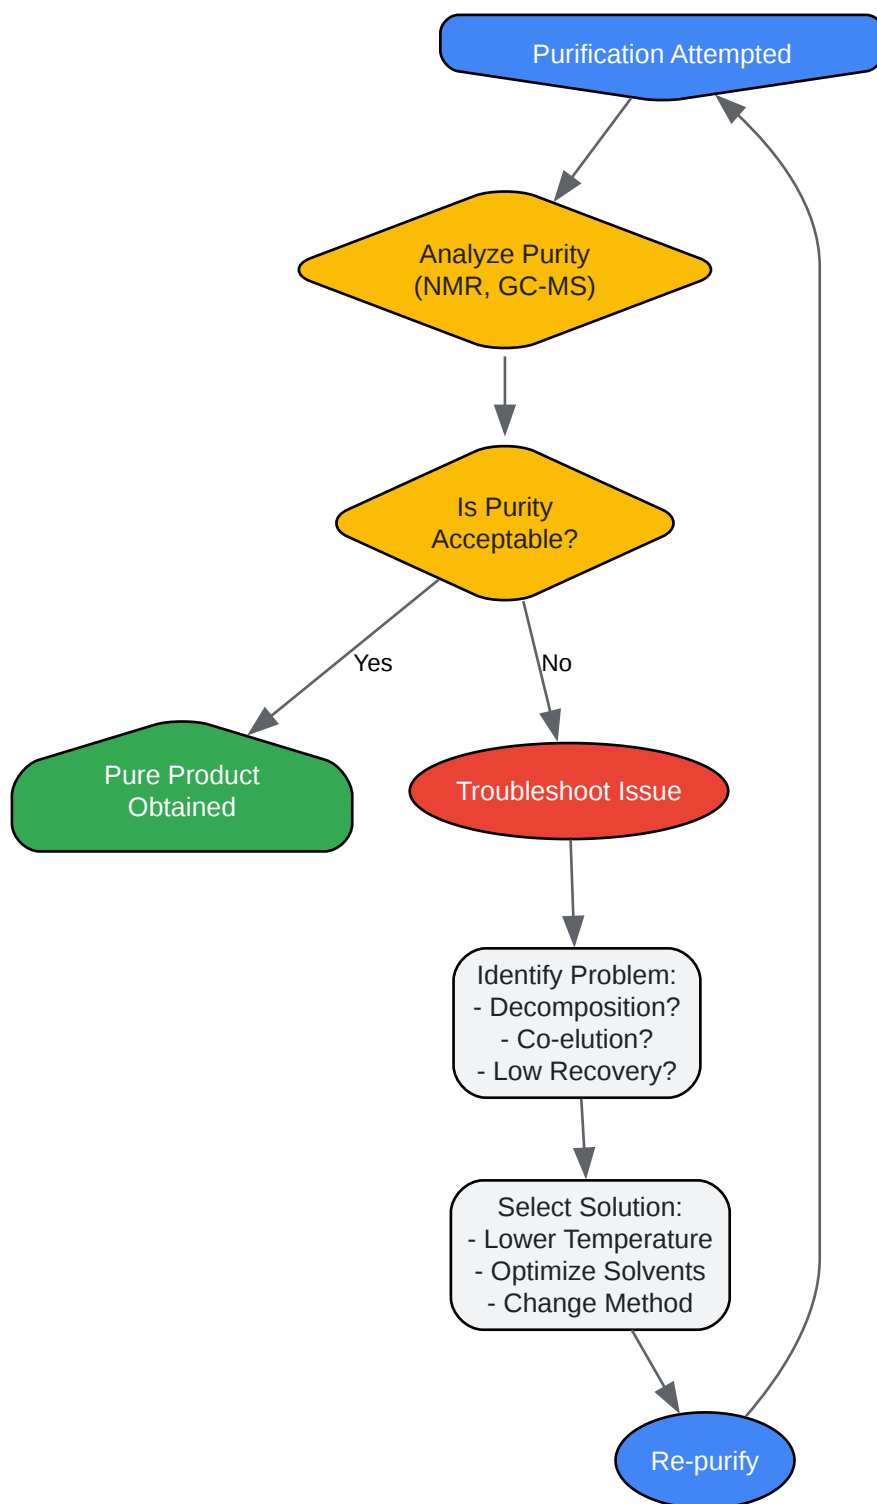 Purification Attempted
Analyze Purity
(NMR, GC-MS)
Is Purity
Acceptable?
Yes
No
Pure Product
Obtained
Troubleshoot Issue
Identify Problem:
- Decomposition?
- Co-elution?
- Low Recovery?
Select Solution:
- Lower Temperature
- Optimize Solvents
- Change Method
Re-purify